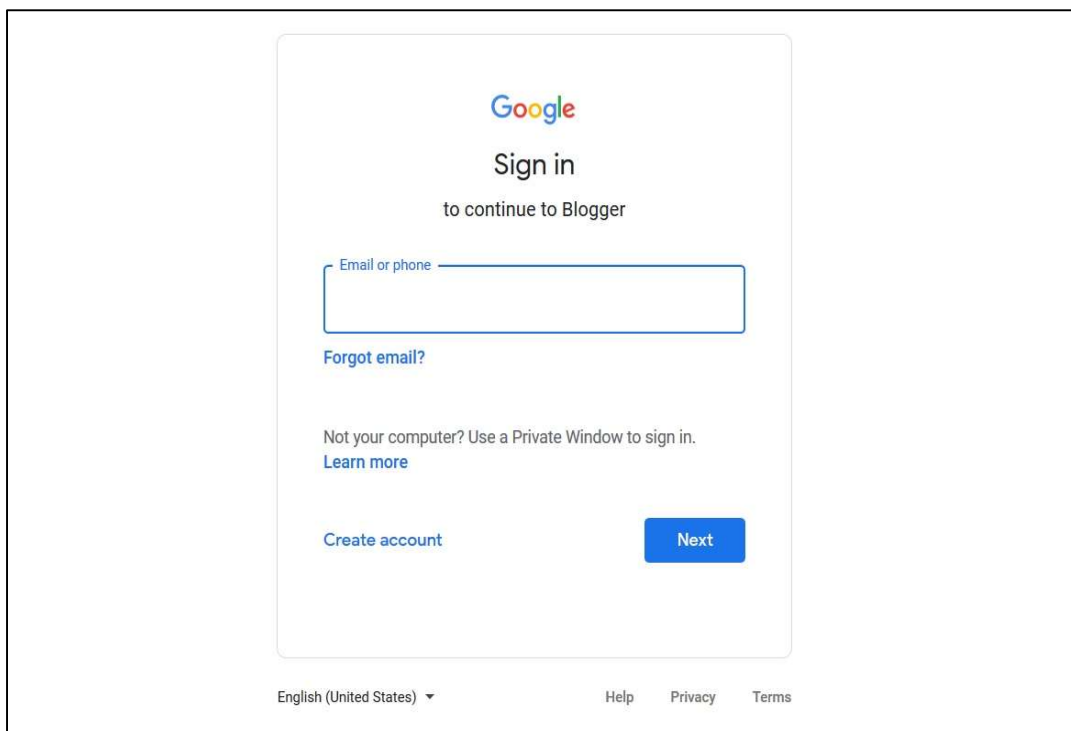 Google
Sign in
to continue to Blogger
Email or phone
Forgot email?
Not your computer? Use a Private Window to sign in.
Learn more
Create account
Next
English (United States)
Help
Privacy
Terms